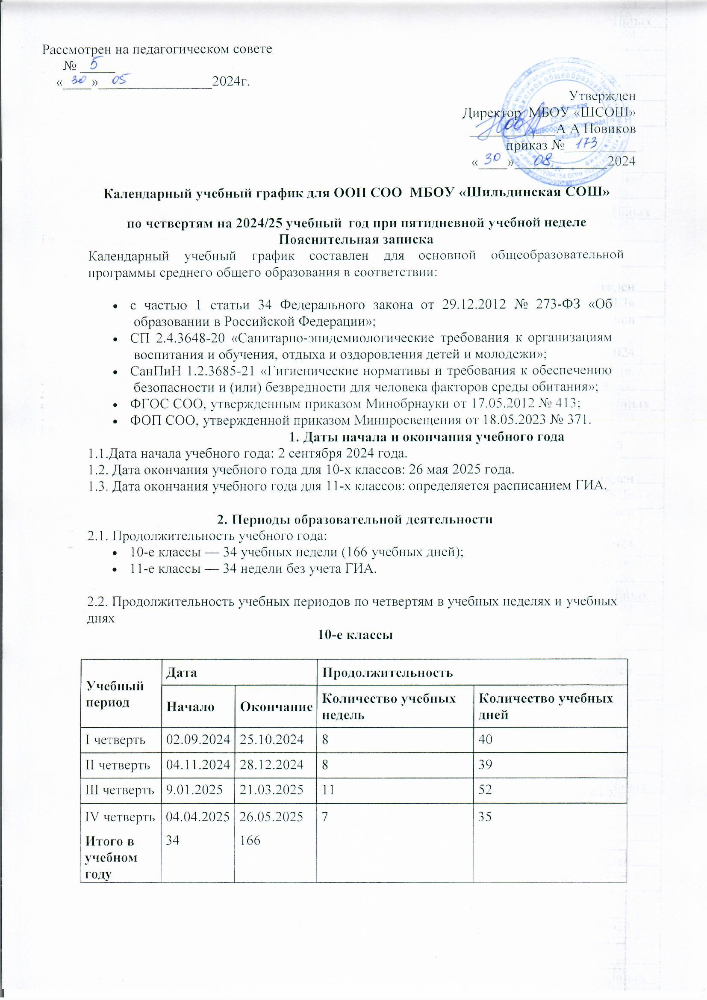 Рассмотрен на педагогическом совете
№ 5
«30» 05 2024г.
Утвержден
Директор МБОУ «ШСОШ»
А А Новиков
приказ № 173
«30» 08 2024
Календарный учебный график для ООП СОО МБОУ «Шильдинская СОШ»
по четвертям на 2024/25 учебный год при пятидневной учебной неделе
Пояснительная записка
Календарный учебный график составлен для основной общеобразовательной
программы среднего общего образования в соответствии:
• с частью 1 статьи 34 Федерального закона от 29.12.2012 № 273-ФЗ «Об
образовании в Российской Федерации»;
• СП 2.4.3648-20 «Санитарно-эпидемиологические требования к организациям
воспитания и обучения, отдыха и оздоровления детей и молодежи»;
• СанПиН 1.2.3685-21 «Гигиенические нормативы и требования к обеспечению
безопасности и (или) безвредности для человека факторов среды обитания»;
• ФГОС СОО, утвержденным приказом Минобрнауки от 17.05.2012 № 413;
• ФОП СОО, утвержденной приказом Минпросвещения от 18.05.2023 № 371.
1. Даты начала и окончания учебного года
1.1.Дата начала учебного года: 2 сентября 2024 года.
1.2. Дата окончания учебного года для 10-х классов: 26 мая 2025 года.
1.3. Дата окончания учебного года для 11-х классов: определяется расписанием ГИА.
2. Периоды образовательной деятельности
2.1. Продолжительность учебного года:
• 10-е классы — 34 учебных недели (166 учебных дней);
• 11-е классы — 34 недели без учета ГИА.
2.2. Продолжительность учебных периодов по четвертям в учебных неделях и учебных
днях
10-е классы
Учебный период Дата Продолжительность
Начало Окончание Количество учебных недель Количество учебных дней
I четверть 02.09.2024 25.10.2024 8 40
II четверть 04.11.2024 28.12.2024 8 39
III четверть 9.01.2025 21.03.2025 11 52
IV четверть 04.04.2025 26.05.2025 7 35
Итого в учебном году 34 166